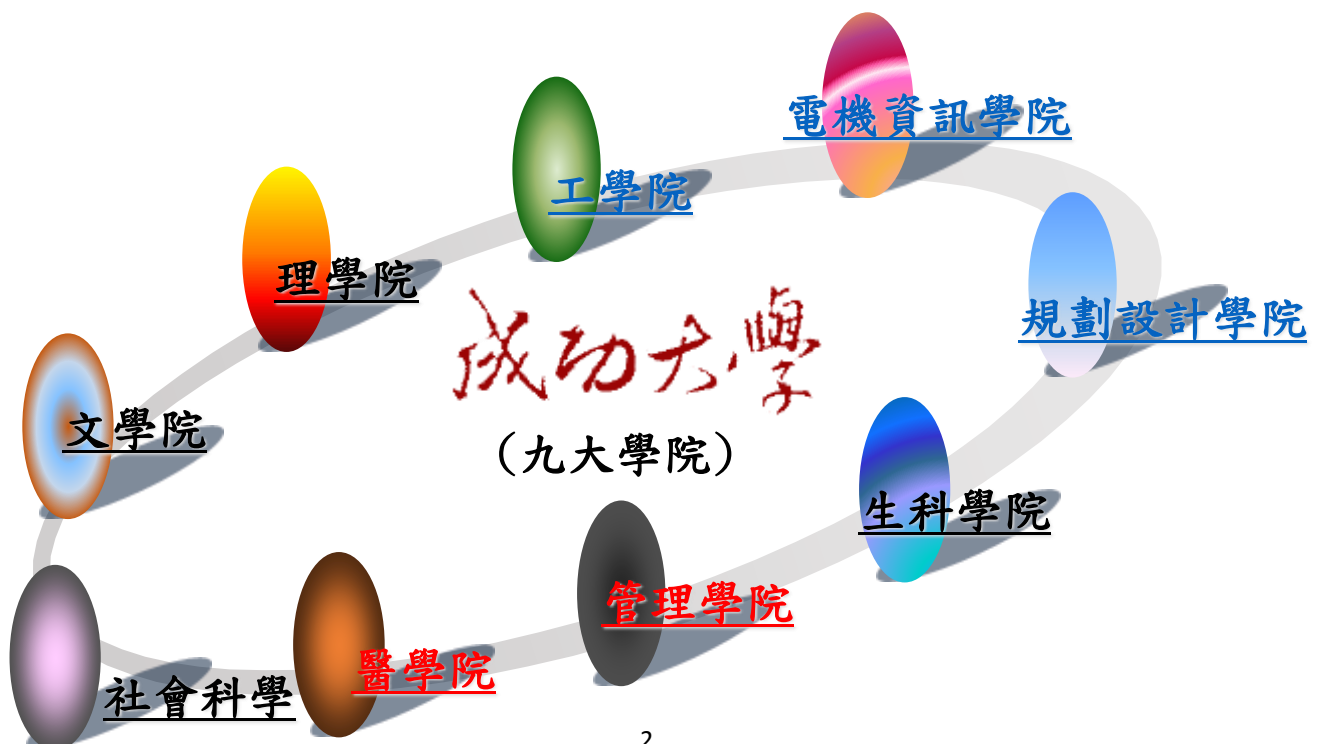 電機資訊學院
工學院
理學院
規劃設計學院
成功大學
文學院
（九大學院）
生科學院
管理學院
醫學院
社會科學
2